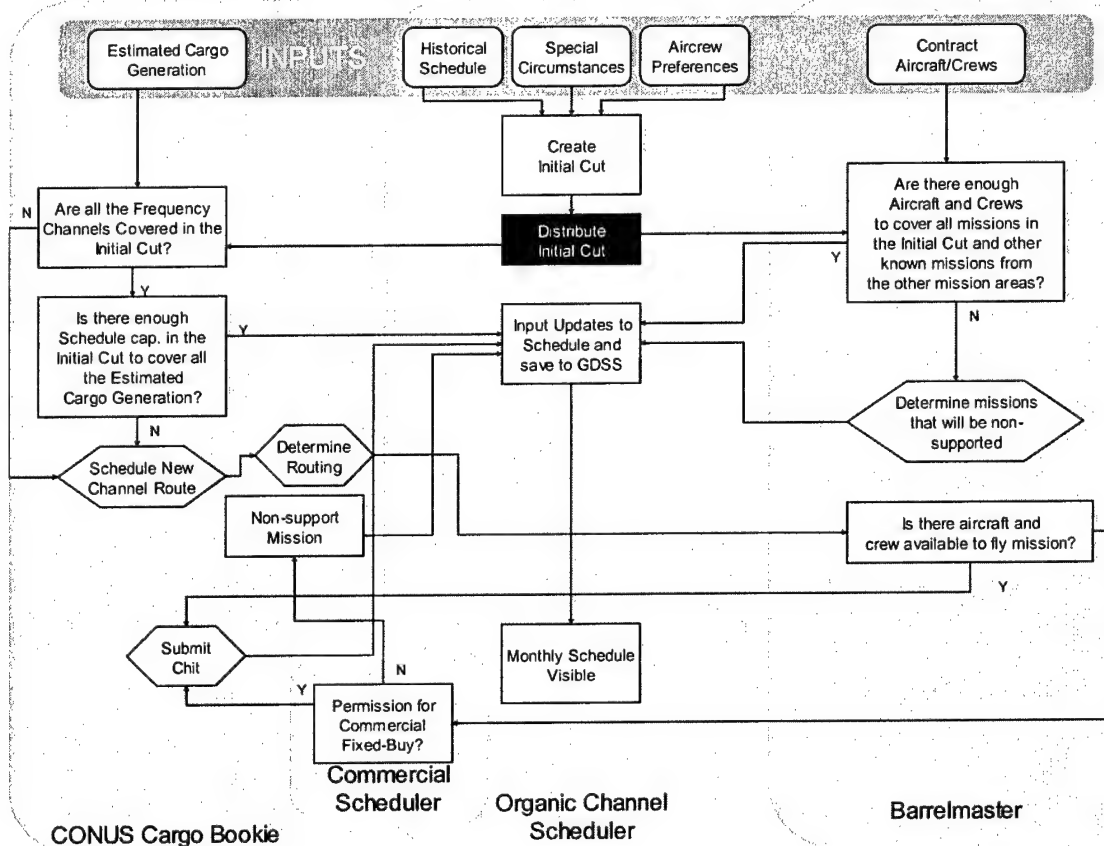 INPUTS
Estimated Cargo
Generation
Historical
Schedule
Special
Circumstances
Aircrew
Preferences
Contract
Aircraft/Crews
Create
Initial Cut
Distribute
Initial Cut
N
Are all the Frequency
Channels Covered in the
Initial Cut?
Y
Are there enough
Aircraft and Crews
to cover all missions in
the Initial Cut and other
known missions from
the other mission areas?
Y
N
Is there enough
Schedule cap. in the
Initial Cut to cover all
the Estimated
Cargo Generation?
Y
N
Input Updates to
Schedule and
save to GDSS
Determine missions
that will be non-
supported
Schedule New
Channel Route
Determine
Routing
Non-support
Mission
Is there aircraft and
crew available to fly mission?
Y
Submit
Chit
Y
N
Permission for
Commercial
Fixed-Buy?
Monthly Schedule
Visible
CONUS Cargo Bookie
Commercial
Scheduler
Organic Channel
Scheduler
Barrelmaster